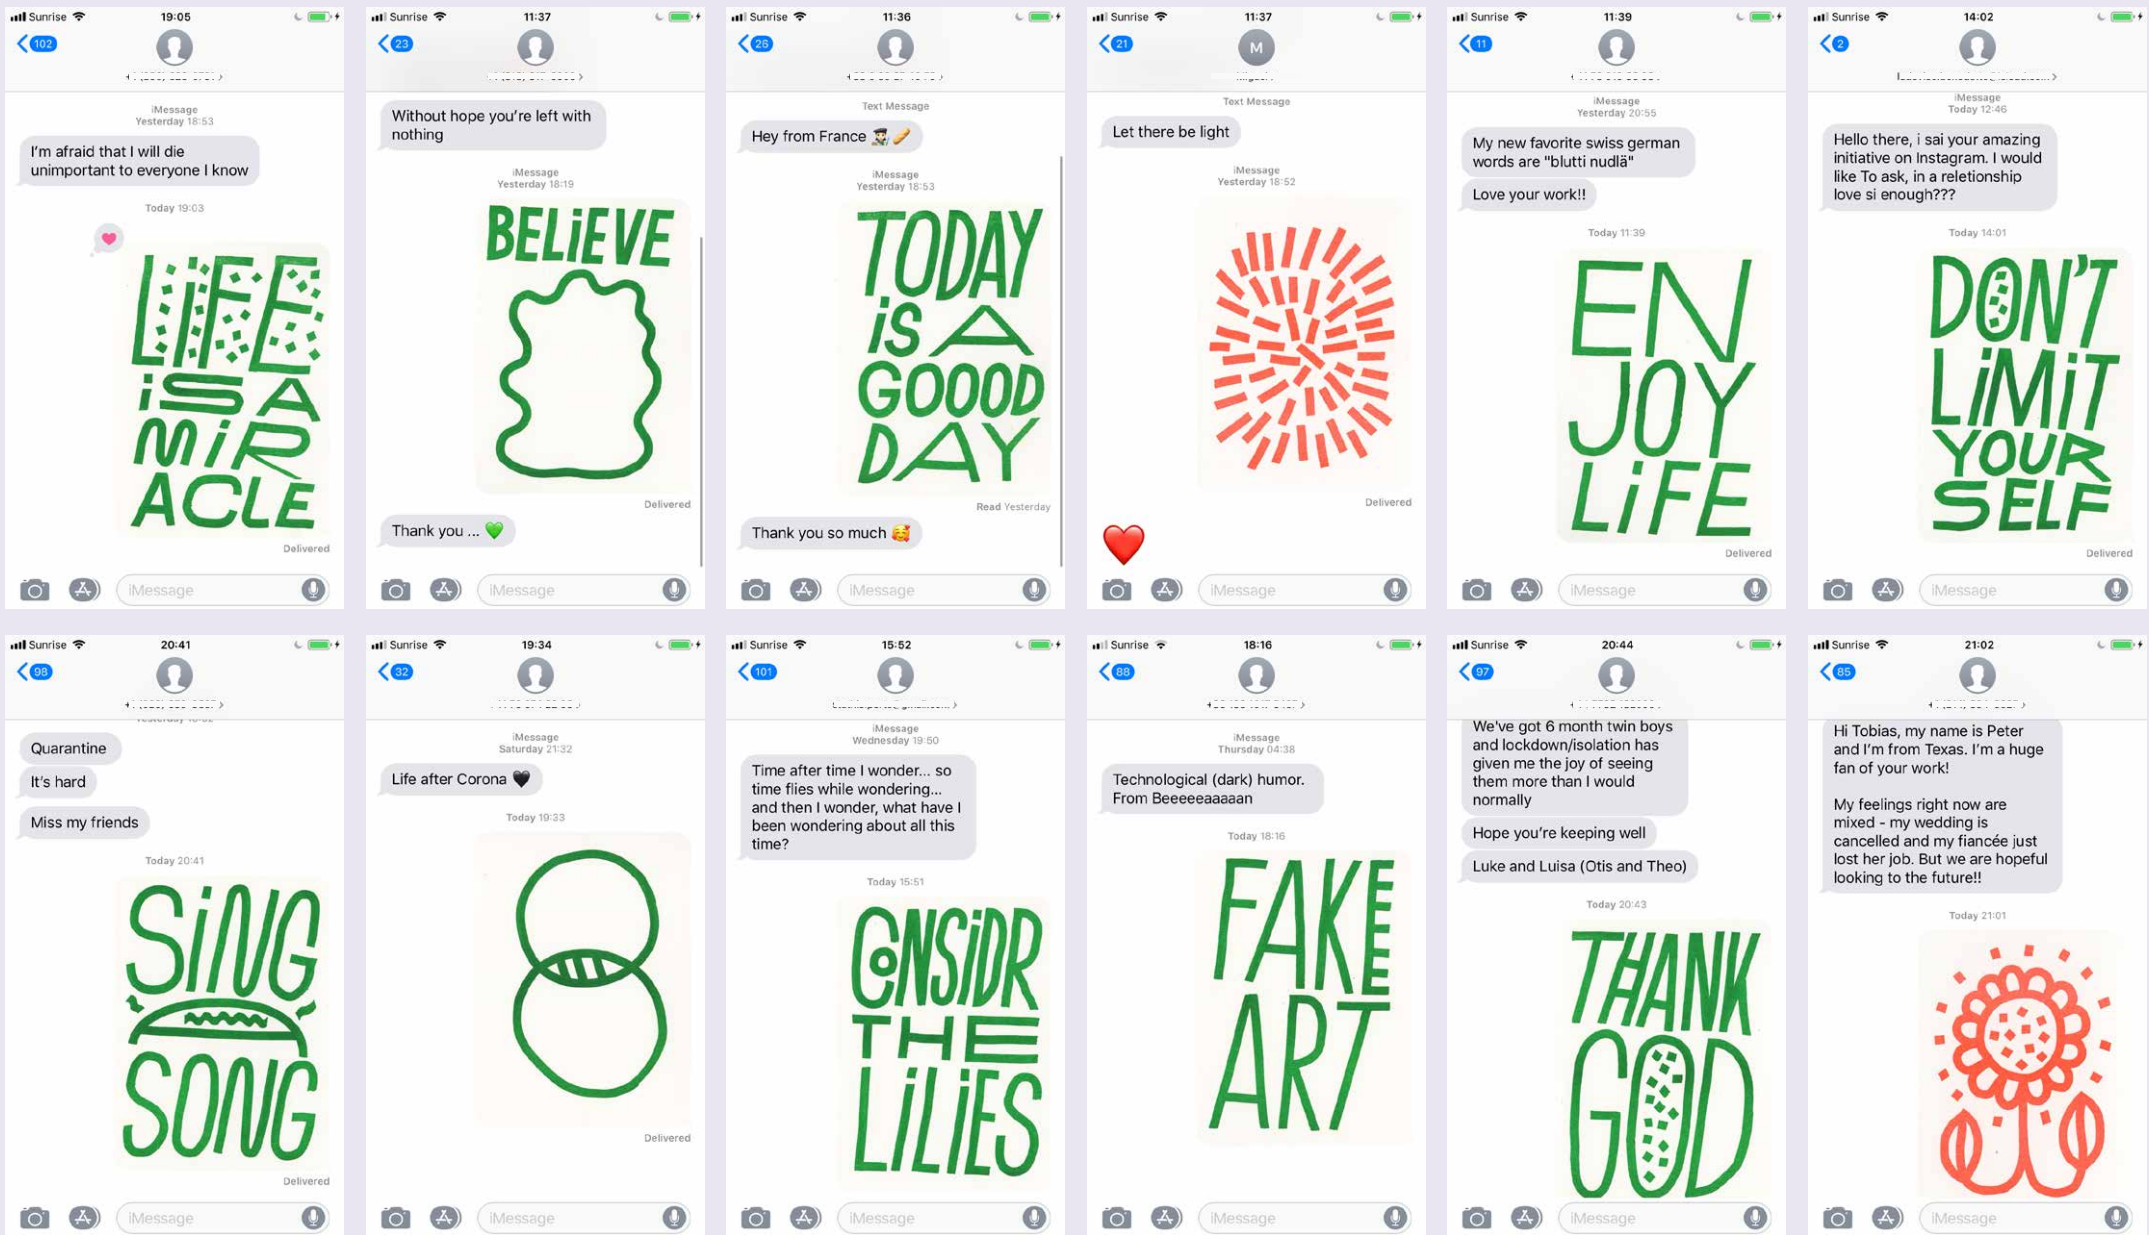 Sunrise
19:05
102
iMessage
Yesterday 18:53
I'm afraid that I will die
unimportant to everyone I know
Today 19:03
LiFE
iS A
MiR
ACLE
Delivered
iMessage
Sunrise
11:37
23
Without hope you're left with
nothing
iMessage
Yesterday 18:19
BELiEVE
Delivered
Thank you ... 💚
iMessage
Sunrise
11:36
26
Text Message
Hey from France 👨🏻‍🎨🥖
iMessage
Yesterday 18:53
TODAY
iS A
GOOOD
DAY
Read Yesterday
Thank you so much 🥰
iMessage
Sunrise
11:37
21
M
Text Message
Let there be light
iMessage
Yesterday 18:52
Delivered
❤️
iMessage
Sunrise
11:39
11
iMessage
Yesterday 20:55
My new favorite swiss german
words are "blutti nudlä"
Love your work!!
Today 11:39
EN
JOY
LiFE
Delivered
iMessage
Sunrise
14:02
2
iMessage
Today 12:46
Hello there, i sai your amazing
initiative on Instagram. I would
like To ask, in a reletionship
love si enough???
Today 14:01
DON'T
LiMiT
YOUR
SELF
Delivered
iMessage
Sunrise
20:41
98
Quarantine
It's hard
Miss my friends
Today 20:41
SiNG
SONG
Delivered
iMessage
Sunrise
19:34
32
iMessage
Saturday 21:32
Life after Corona 🖤
Today 19:33
Delivered
iMessage
Sunrise
15:52
101
iMessage
Wednesday 19:50
Time after time I wonder... so
time flies while wondering...
and then I wonder, what have I
been wondering about all this
time?
Today 15:51
CONSiDR
THE
LiLiES
iMessage
Sunrise
18:16
88
iMessage
Thursday 04:38
Technological (dark) humor.
From Beeeeeaaaaan
Today 18:16
FAKE
ART
iMessage
Sunrise
20:44
97
We've got 6 month twin boys
and lockdown/isolation has
given me the joy of seeing
them more than I would
normally
Hope you're keeping well
Luke and Luisa (Otis and Theo)
Today 20:43
THANK
GOD
iMessage
Sunrise
21:02
85
Hi Tobias, my name is Peter
and I'm from Texas. I'm a huge
fan of your work!
My feelings right now are
mixed - my wedding is
cancelled and my fiancée just
lost her job. But we are hopeful
looking to the future!!
Today 21:01
iMessage